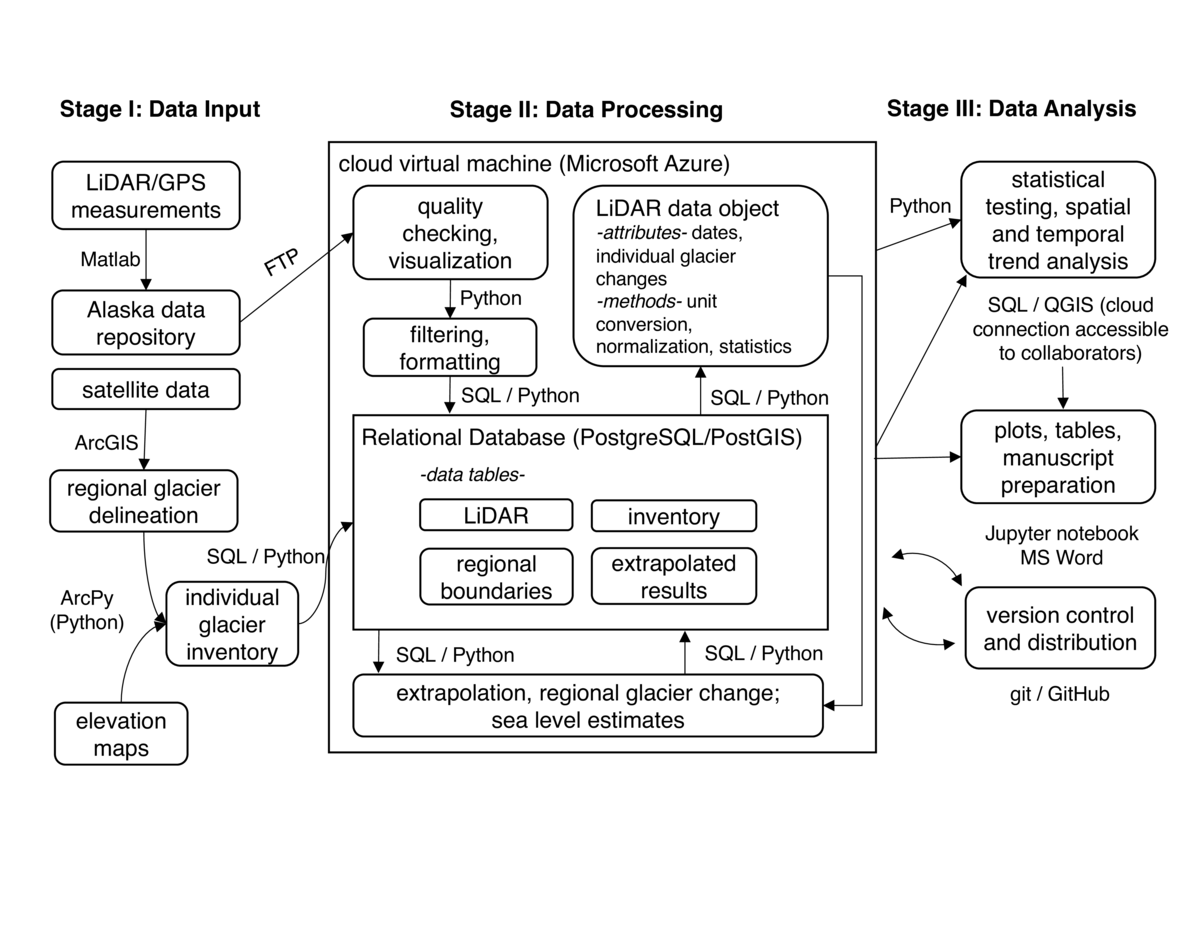 Stage I: Data Input
LiDAR/GPS
measurements
Matlab
Alaska data
repository
FTP
satellite data
ArcGIS
regional glacier
delineation
SQL / Python
ArcPy
(Python)
individual
glacier
inventory
elevation
maps
Stage II: Data Processing
cloud virtual machine (Microsoft Azure)
quality
checking,
visualization
Python
filtering,
formatting
SQL / Python
LiDAR data object
-attributes- dates,
individual glacier
changes
-methods- unit
conversion,
normalization, statistics
SQL / Python
Relational Database (PostgreSQL/PostGIS)
-data tables-
LiDAR
inventory
regional
boundaries
extrapolated
results
SQL / Python
SQL / Python
extrapolation, regional glacier change;
sea level estimates
Stage III: Data Analysis
Python
statistical
testing, spatial
and temporal
trend analysis
SQL / QGIS (cloud
connection accessible
to collaborators)
plots, tables,
manuscript
preparation
Jupyter notebook
MS Word
version control
and distribution
git / GitHub